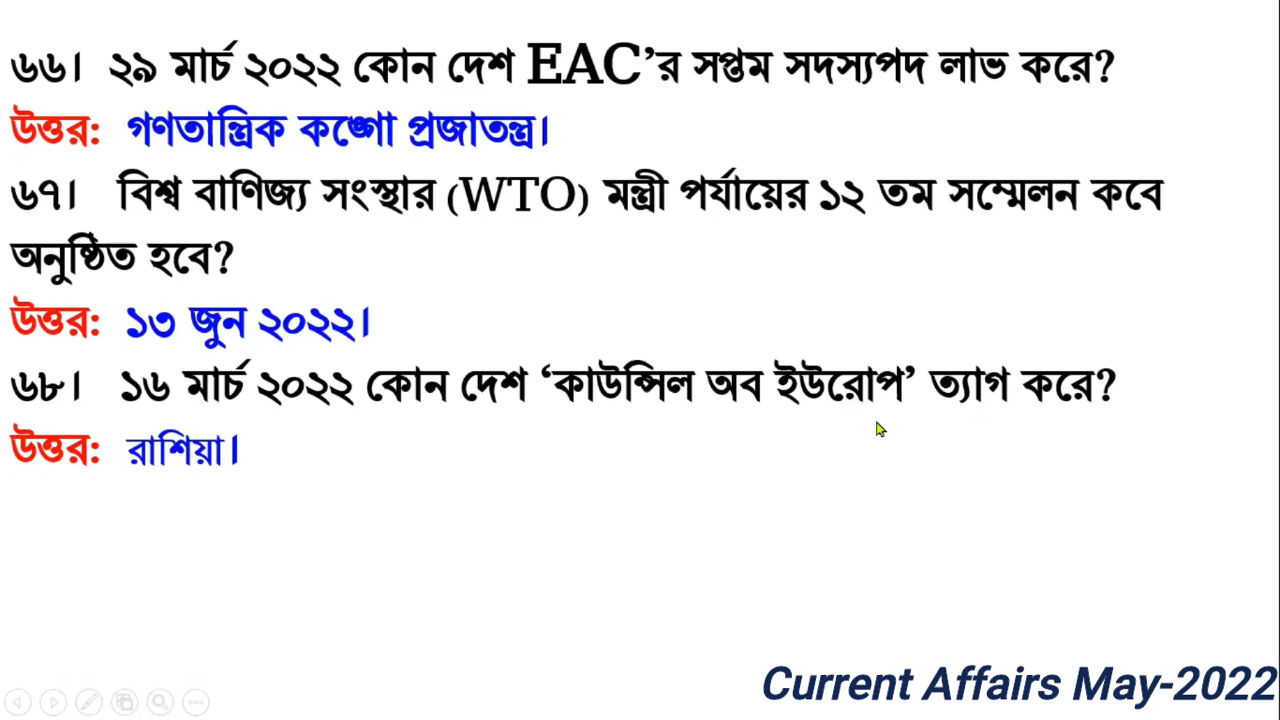 ৬৬। ২৯ মার্চ ২০২২ কোন দেশ EAC’র সপ্তম সদস্যপদ লাভ করে?
উত্তর: গণতান্ত্রিক কঙ্গো প্রজাতন্ত্র।
৬৭। বিশ্ব বাণিজ্য সংস্থার (WTO) মন্ত্রী পর্যায়ের ১২ তম সম্মেলন কবে
অনুষ্ঠিত হবে?
উত্তর: ১৩ জুন ২০২২।
৬৮। ১৬ মার্চ ২০২২ কোন দেশ ‘কাউন্সিল অব ইউরোপ’ ত্যাগ করে?
উত্তর: রাশিয়া।
Current Affairs May-2022